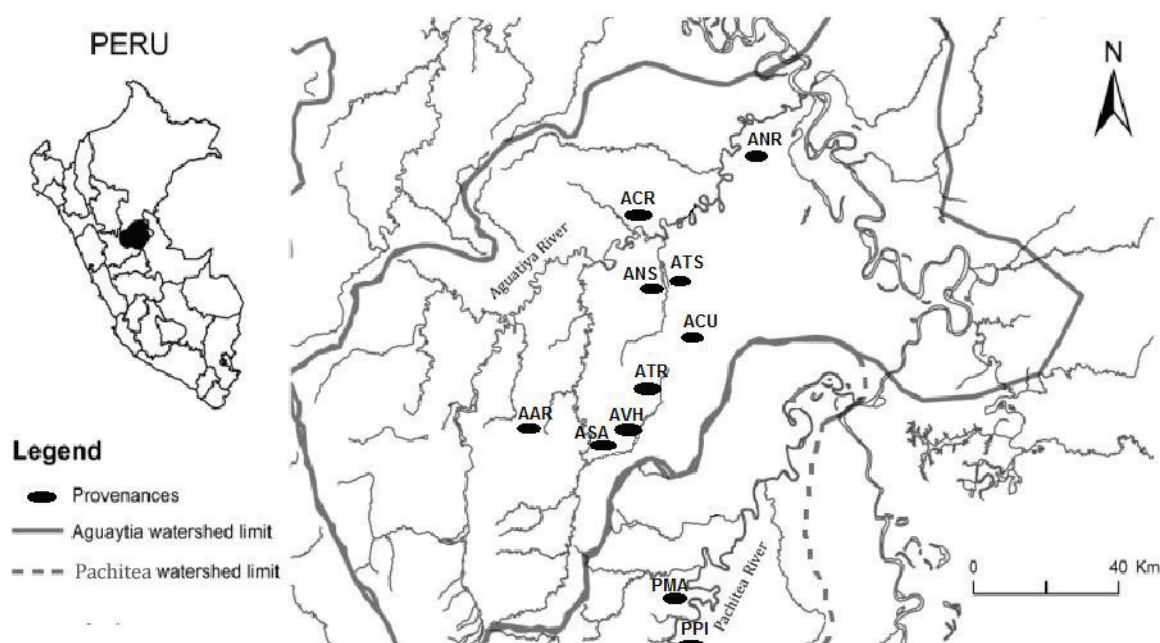 PERU
N
ANR
ACR
Aguatiya River
ANS
ATS
ACU
ATR
AAR
AVH
ASA
Legend
Provenances
Aguaytia watershed limit
Pachitea watershed limit
PMA
Pachitea River
PPI
0 40 Km